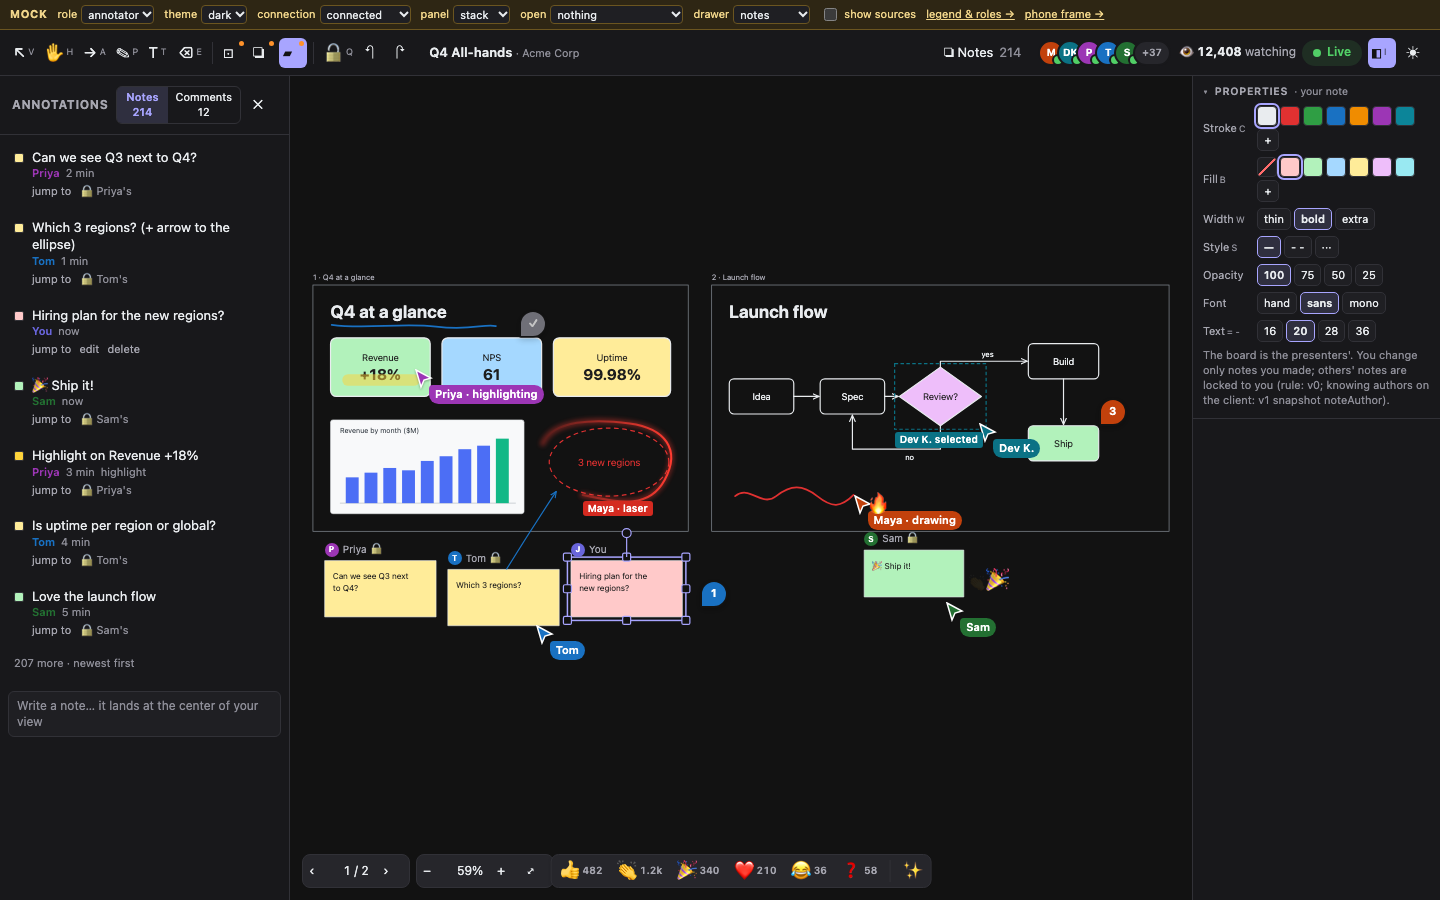 MOCK role annotator theme dark connection connected panel stack open nothing drawer notes show sources legend & roles → phone frame →
V H A P T T E Q Q4 All-hands · Acme Corp Notes 214 M DK P T S +37 12,408 watching Live
ANNOTATIONS Notes 214 Comments 12
Can we see Q3 next to Q4?
Priya 2 min
jump to Priya's
Which 3 regions? (+ arrow to the
ellipse)
Tom 1 min
jump to Tom's
Hiring plan for the new regions?
You now
jump to edit delete
🎉 Ship it!
Sam now
jump to Sam's
Highlight on Revenue +18%
Priya 3 min highlight
jump to Priya's
Is uptime per region or global?
Tom 4 min
jump to Tom's
Love the launch flow
Sam 5 min
jump to Sam's
207 more · newest first
Write a note... it lands at the center of your
view
1 · Q4 at a glance
Q4 at a glance
Revenue
+18%
NPS
61
Uptime
99.98%
Priya · highlighting
Revenue by month ($M)
3 new regions
Maya · laser
P Priya
Can we see Q3 next
to Q4?
T Tom
Which 3 regions?
J You
Hiring plan for the
new regions?
1
Tom
2 · Launch flow
Launch flow
Idea
Spec
Review?
yes
Build
no
Ship
3
Dev K. selected
Dev K.
Maya · drawing
S Sam
🎉 Ship it!
Sam
‹ 1 / 2 ›
− 59% +
482 1.2k 340 210 36 58
PROPERTIES · your note
Stroke C
+
Fill B
+
Width W thin bold extra
Style S
Opacity 100 75 50 25
Font hand sans mono
Text = - 16 20 28 36
The board is the presenters'. You change
only notes you made; others' notes are
locked to you (rule: v0; knowing authors on
the client: v1 snapshot noteAuthor).